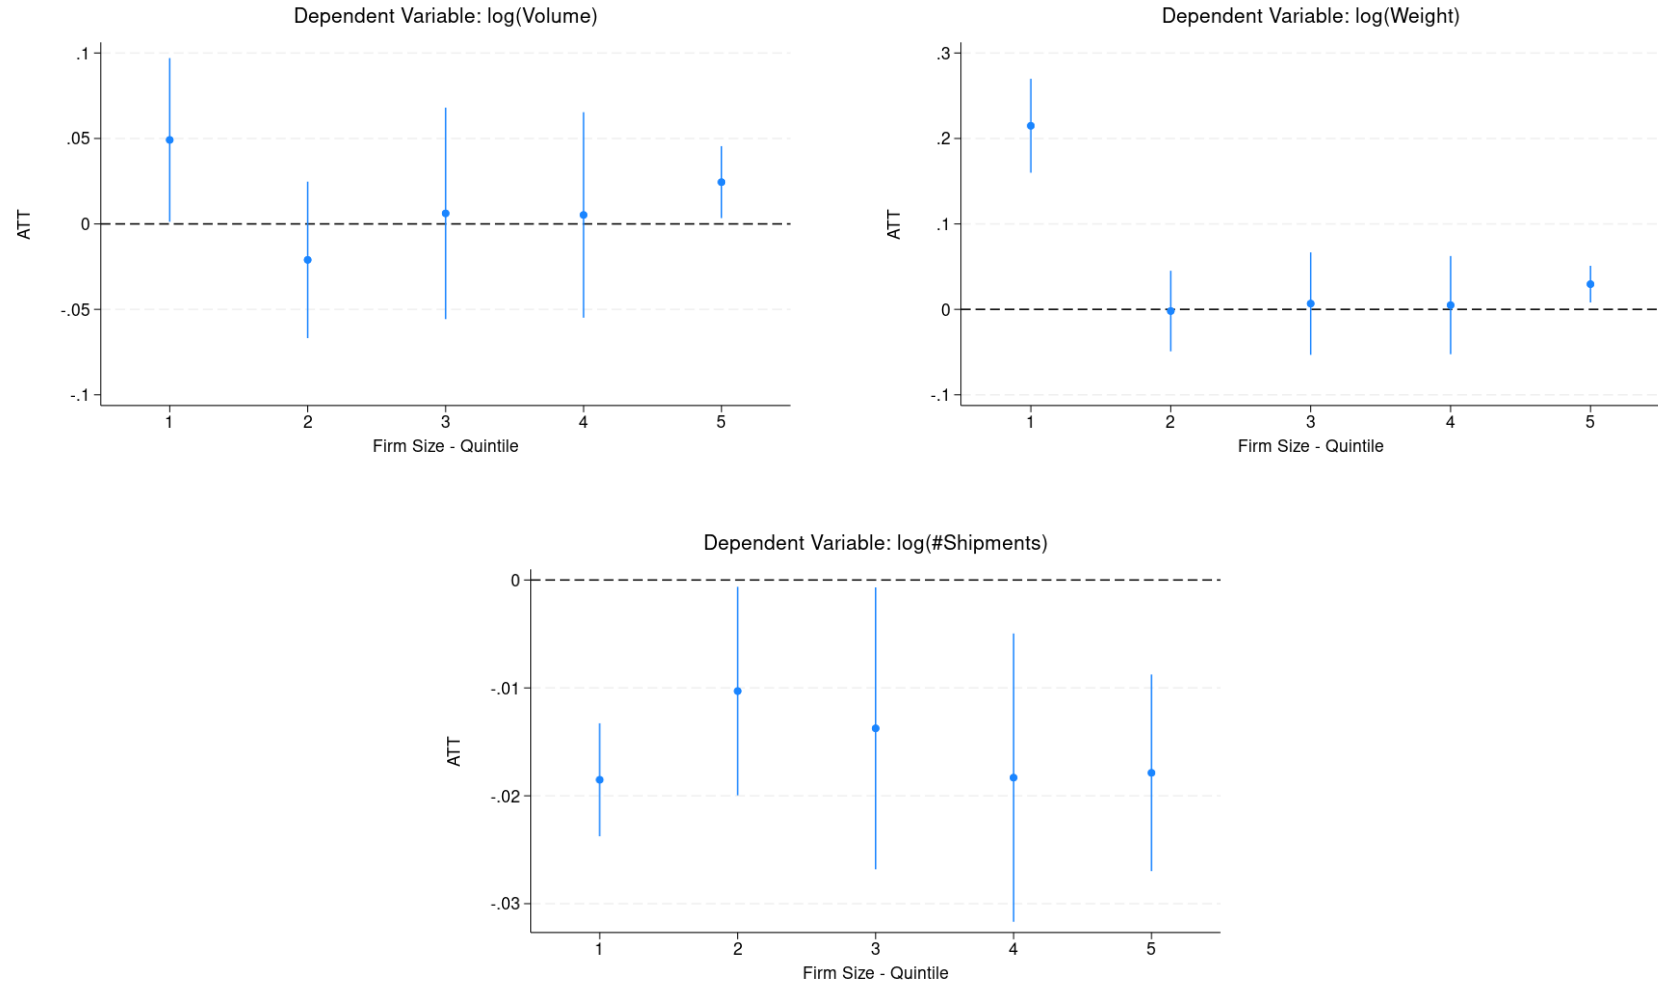 Dependent Variable: log(Volume)
.1
.05
0
-.05
-.1
ATT
1 2 3 4 5
Firm Size - Quintile
Dependent Variable: log(Weight)
.3
.2
.1
0
-.1
ATT
1 2 3 4 5
Firm Size - Quintile
Dependent Variable: log(#Shipments)
0
-.01
-.02
-.03
ATT
1 2 3 4 5
Firm Size - Quintile